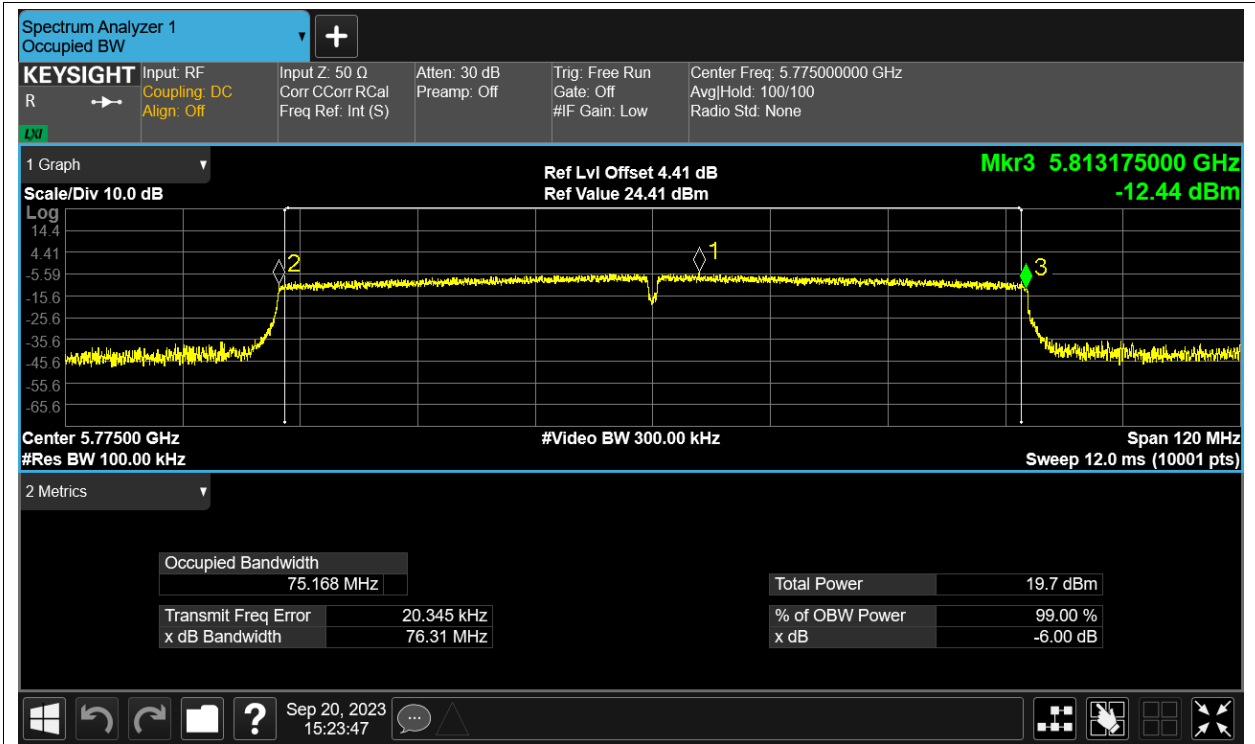 Spectrum Analyzer 1
Occupied BW
KEYSIGHT
R
LXI
Input: RF
Coupling: DC
Align: Off
Input Z: 50 Ω
Corr CCorr RCal
Freq Ref: Int (S)
Atten: 30 dB
Preamp: Off
Trig: Free Run
Gate: Off
#IF Gain: Low
Center Freq: 5.775000000 GHz
Avg|Hold: 100/100
Radio Std: None
1 Graph
Scale/Div 10.0 dB
Ref Lvl Offset 4.41 dB
Ref Value 24.41 dBm
Mkr3 5.813175000 GHz
-12.44 dBm
Log
14.4
4.41
-5.59
-15.6
-25.6
-35.6
-45.6
-55.6
-65.6
2
1
3
Center 5.77500 GHz
#Res BW 100.00 kHz
#Video BW 300.00 kHz
Span 120 MHz
Sweep 12.0 ms (10001 pts)
2 Metrics
Occupied Bandwidth
75.168 MHz
Transmit Freq Error 20.345 kHz
x dB Bandwidth 76.31 MHz
Total Power 19.7 dBm
% of OBW Power 99.00 %
x dB -6.00 dB
Sep 20, 2023
15:23:47